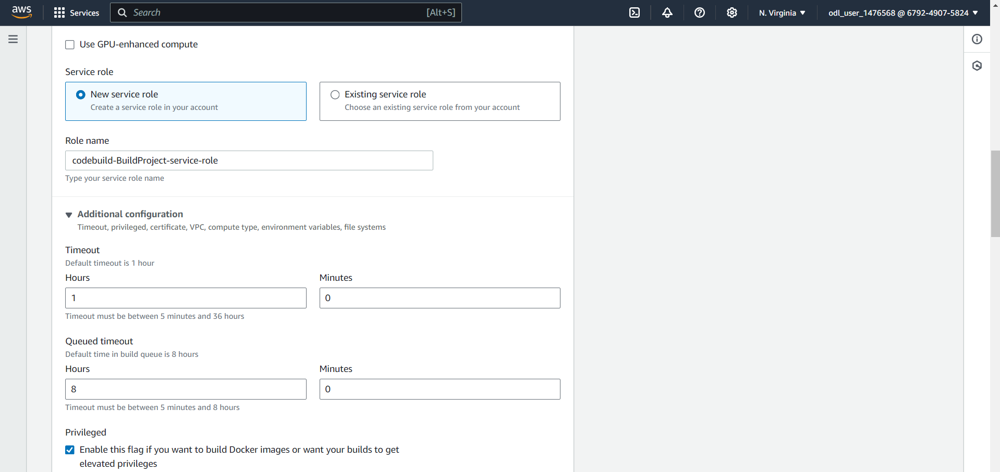 aws
Services
Search
[Alt+S]
N. Virginia
odl_user_1476568 @ 6792-4907-5824
Use GPU-enhanced compute
Service role
New service role
Create a service role in your account
Existing service role
Choose an existing service role from your account
Role name
codebuild-BuildProject-service-role
Type your service role name
Additional configuration
Timeout, privileged, certificate, VPC, compute type, environment variables, file systems
Timeout
Default timeout is 1 hour
Hours
Minutes
1
0
Timeout must be between 5 minutes and 36 hours
Queued timeout
Default time in build queue is 8 hours
Hours
Minutes
8
0
Timeout must be between 5 minutes and 8 hours
Privileged
Enable this flag if you want to build Docker images or want your builds to get
elevated privileges